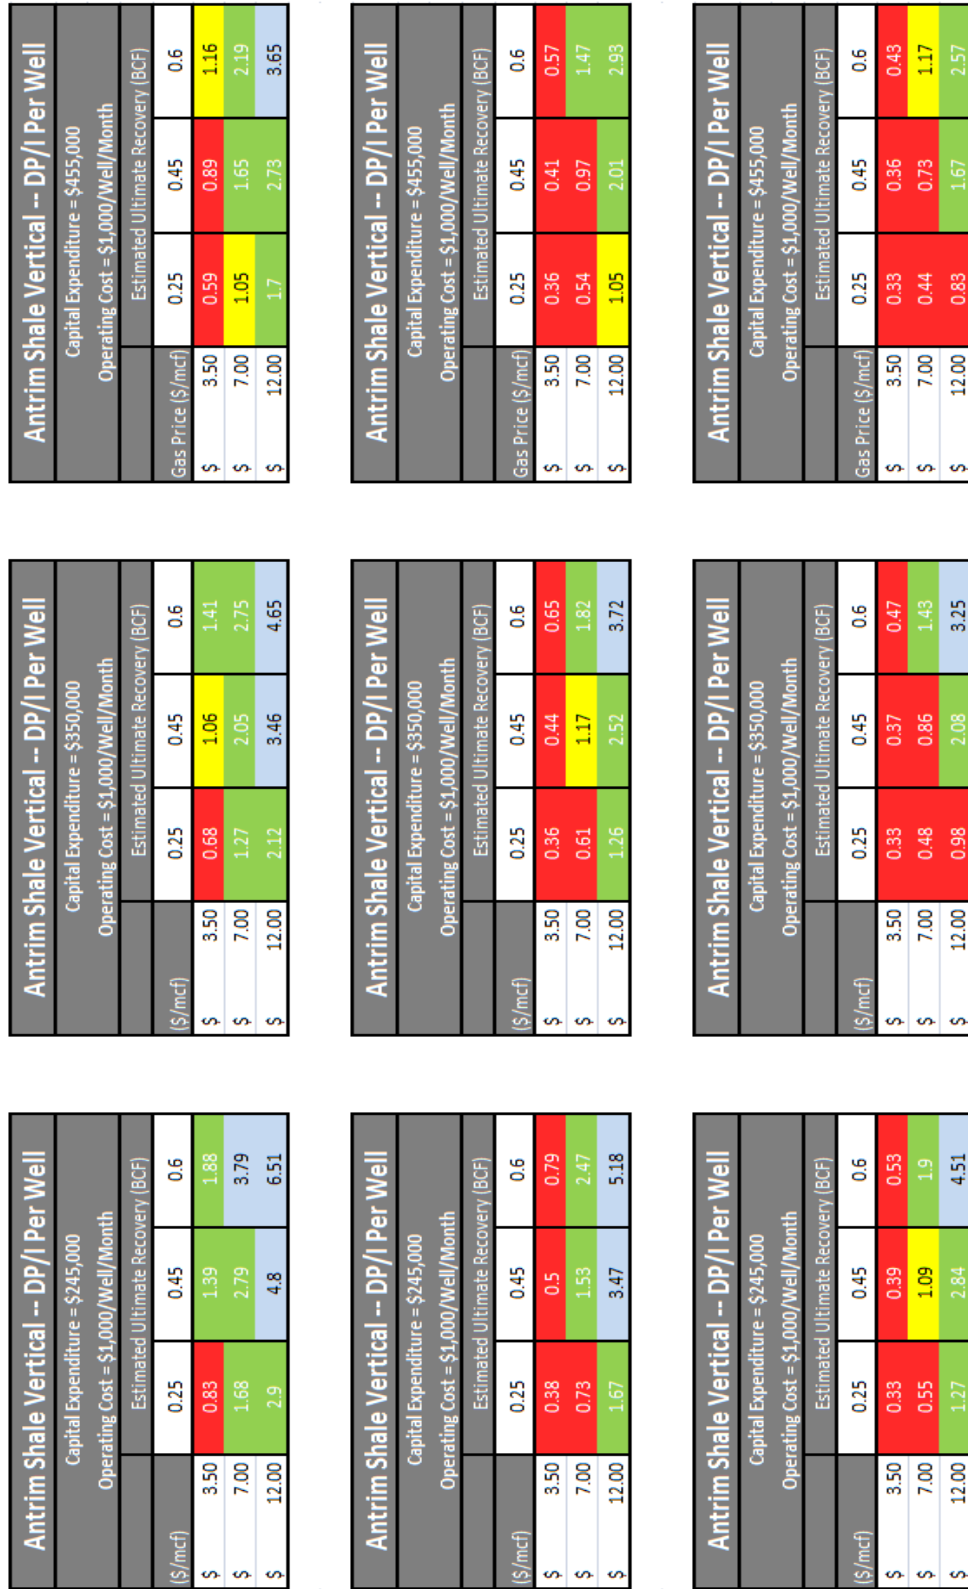 Antrim Shale Vertical -- DP/I Per Well
Capital Expenditure = $245,000
Operating Cost = $1,000/Well/Month
Estimated Ultimate Recovery (BCF)
($/mcf) 0.25 0.45 0.6
$ 3.50 0.83 1.39 1.88
$ 7.00 1.68 2.79 3.79
$ 12.00 2.9 4.8 6.51
Antrim Shale Vertical -- DP/I Per Well
Capital Expenditure = $350,000
Operating Cost = $1,000/Well/Month
Estimated Ultimate Recovery (BCF)
($/mcf) 0.25 0.45 0.6
$ 3.50 0.68 1.06 1.41
$ 7.00 1.27 2.05 2.75
$ 12.00 2.12 3.46 4.65
Antrim Shale Vertical -- DP/I Per Well
Capital Expenditure = $455,000
Operating Cost = $1,000/Well/Month
Estimated Ultimate Recovery (BCF)
Gas Price ($/mcf) 0.25 0.45 0.6
$ 3.50 0.59 0.89 1.16
$ 7.00 1.05 1.65 2.19
$ 12.00 1.7 2.73 3.65
Antrim Shale Vertical -- DP/I Per Well
Capital Expenditure = $245,000
Operating Cost = $1,000/Well/Month
Estimated Ultimate Recovery (BCF)
($/mcf) 0.25 0.45 0.6
$ 3.50 0.38 0.5 0.79
$ 7.00 0.73 1.53 2.47
$ 12.00 1.67 3.47 5.18
Antrim Shale Vertical -- DP/I Per Well
Capital Expenditure = $350,000
Operating Cost = $1,000/Well/Month
Estimated Ultimate Recovery (BCF)
($/mcf) 0.25 0.45 0.6
$ 3.50 0.36 0.44 0.65
$ 7.00 0.61 1.17 1.82
$ 12.00 1.26 2.52 3.72
Antrim Shale Vertical -- DP/I Per Well
Capital Expenditure = $455,000
Operating Cost = $1,000/Well/Month
Estimated Ultimate Recovery (BCF)
Gas Price ($/mcf) 0.25 0.45 0.6
$ 3.50 0.36 0.41 0.57
$ 7.00 0.54 0.97 1.47
$ 12.00 1.05 2.01 2.93
Antrim Shale Vertical -- DP/I Per Well
Capital Expenditure = $245,000
Operating Cost = $1,000/Well/Month
Estimated Ultimate Recovery (BCF)
($/mcf) 0.25 0.45 0.6
$ 3.50 0.33 0.39 0.53
$ 7.00 0.55 1.09 1.9
$ 12.00 1.27 2.84 4.51
Antrim Shale Vertical -- DP/I Per Well
Capital Expenditure = $350,000
Operating Cost = $1,000/Well/Month
Estimated Ultimate Recovery (BCF)
($/mcf) 0.25 0.45 0.6
$ 3.50 0.33 0.37 0.47
$ 7.00 0.48 0.86 1.43
$ 12.00 0.98 2.08 3.25
Antrim Shale Vertical -- DP/I Per Well
Capital Expenditure = $455,000
Operating Cost = $1,000/Well/Month
Estimated Ultimate Recovery (BCF)
Gas Price ($/mcf) 0.25 0.45 0.6
$ 3.50 0.33 0.36 0.43
$ 7.00 0.44 0.73 1.17
$ 12.00 0.83 1.67 2.57